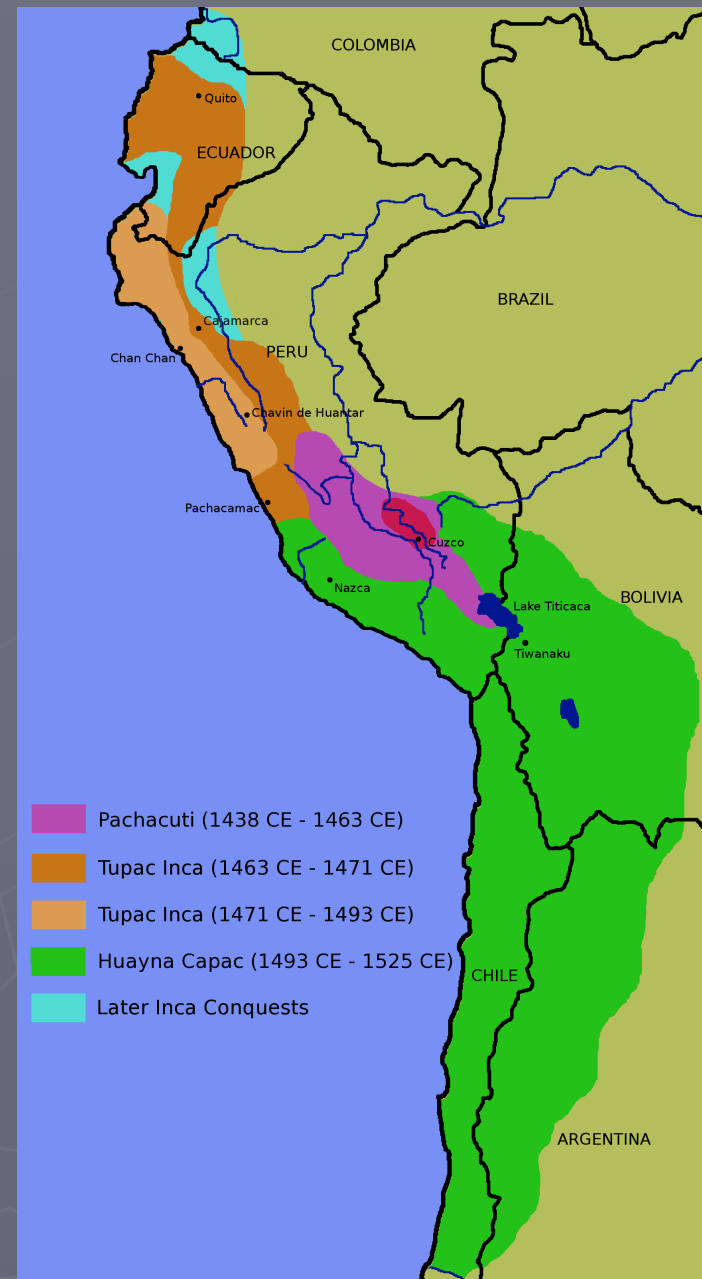 COLOMBIA
Quito
ECUADOR
BRAZIL
Cajamarca
PERU
Chan Chan
Chavin de Huantar
Pachacamac
Cuzco
Nazca
BOLIVIA
Lake Titicaca
Tiwanaku
Pachacuti (1438 CE - 1463 CE)
Tupac Inca (1463 CE - 1471 CE)
Tupac Inca (1471 CE - 1493 CE)
Huayna Capac (1493 CE - 1525 CE)
CHILE
Later Inca Conquests
ARGENTINA